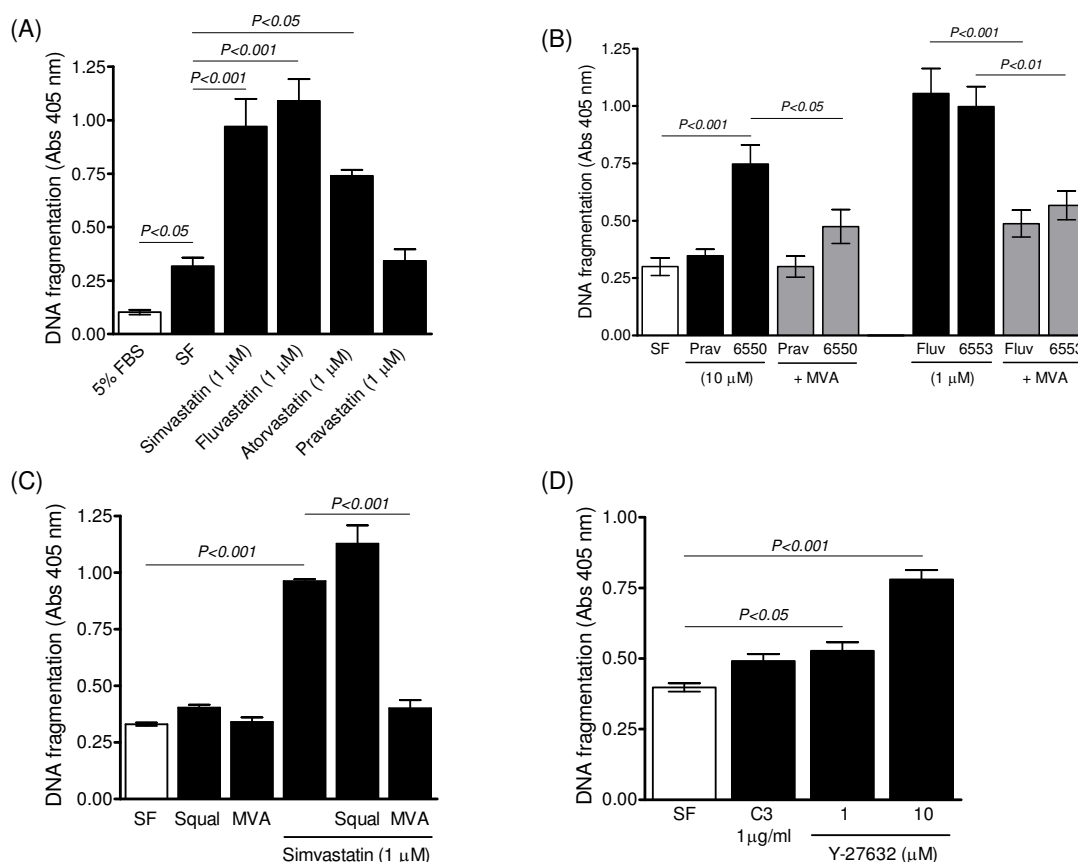 (A)
P<0.05
P<0.001
P<0.001
P<0.05
DNA fragmentation (Abs 405 nm)
1.25
1.00
0.75
0.50
0.25
0.00
5% FBS
SF
Simvastatin (1 μM)
Fluvastatin (1 μM)
Atorvastatin (1 μM)
Pravastatin (1 μM)
(B)
P<0.001
P<0.01
P<0.05
P<0.001
DNA fragmentation (Abs 405 nm)
1.25
1.00
0.75
0.50
0.25
0.00
SF Prav 6550 Prav 6550 Fluv 6553 Fluv 6553
(10 μM) + MVA (1 μM) + MVA
(C)
P<0.001
P<0.001
DNA fragmentation (Abs 405 nm)
1.25
1.00
0.75
0.50
0.25
0.00
SF Squal MVA Squal MVA
Simvastatin (1 μM)
(D)
P<0.001
P<0.05
DNA fragmentation (Abs 405 nm)
1.00
0.75
0.50
0.25
0.00
SF C3 1 10
1μg/ml Y-27632 (μM)